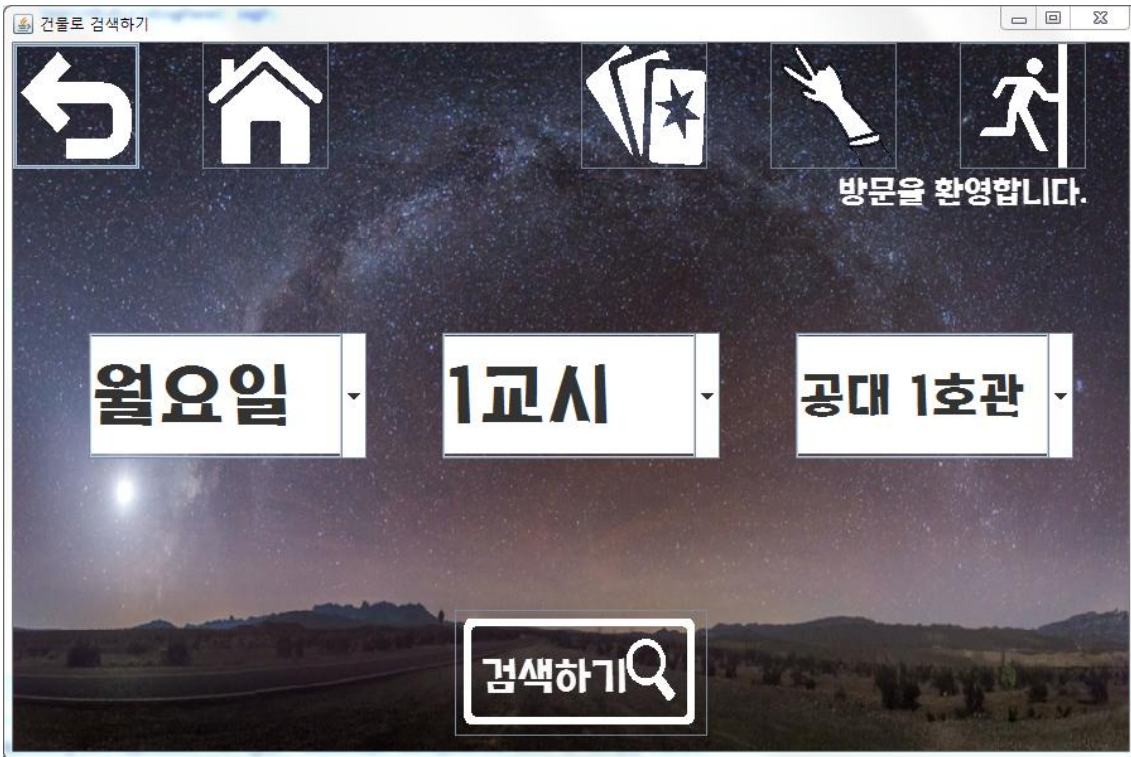 건물로 검색하기
방문을 환영합니다.
월요일
1교시
공대 1호관
검색하기